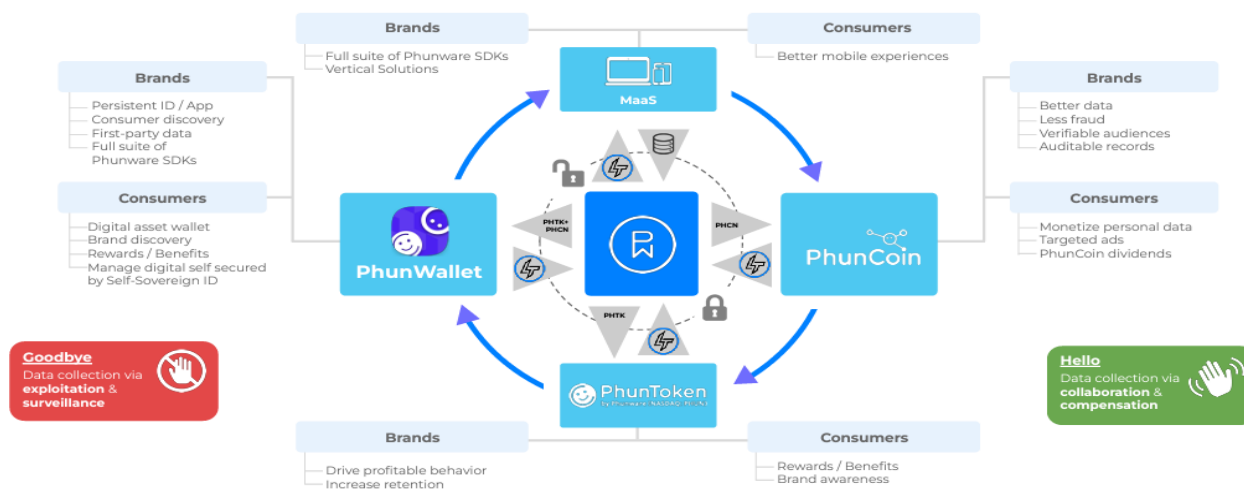 Brands
Full suite of Phunware SDKs
Vertical Solutions
Consumers
Better mobile experiences
MaaS
Brands
Persistent ID / App
Consumer discovery
First-party data
Full suite of
Phunware SDKs
Consumers
Digital asset wallet
Brand discovery
Rewards / Benefits
Manage digital self secured
by Self-Sovereign ID
Brands
Better data
Less fraud
Verifiable audiences
Auditable records
Consumers
Monetize personal data
Targeted ads
PhunCoin dividends
PhunWallet
PHTK+
PHCN
PHCN
PHTK
PhunCoin
PhunToken
by Phunware (NASDAQ: PHUN)
Goodbye
Data collection via
exploitation &
surveillance
Hello
Data collection via
collaboration &
compensation
Brands
Drive profitable behavior
Increase retention
Consumers
Rewards / Benefits
Brand awareness